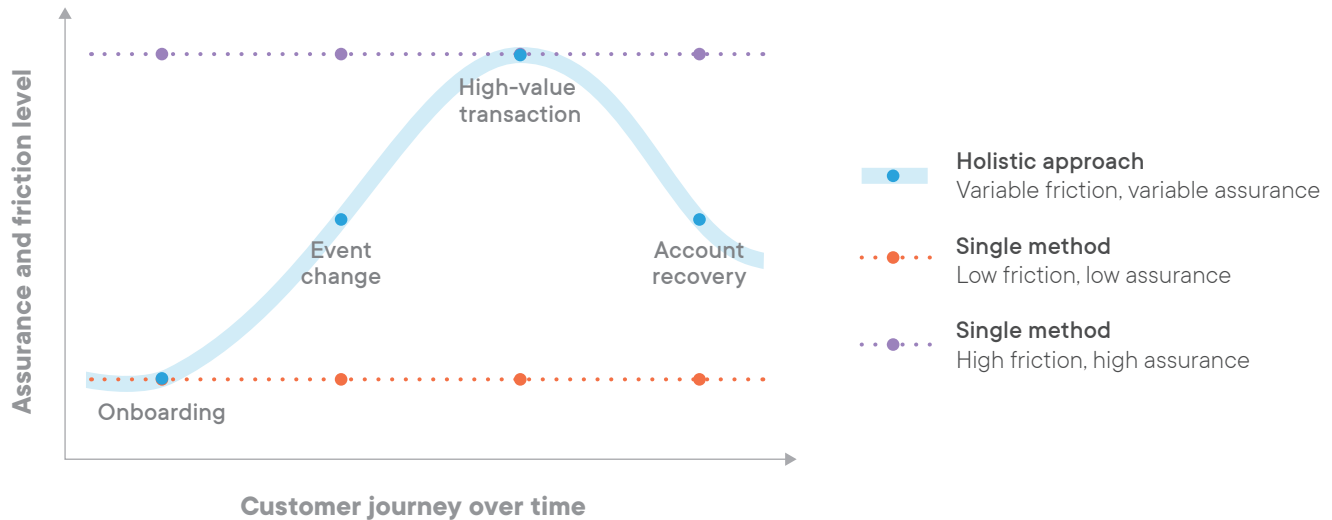 Assurance and friction level
High-value
transaction
Event
change
Account
recovery
Onboarding
Customer journey over time
Holistic approach
Variable friction, variable assurance
Single method
Low friction, low assurance
Single method
High friction, high assurance